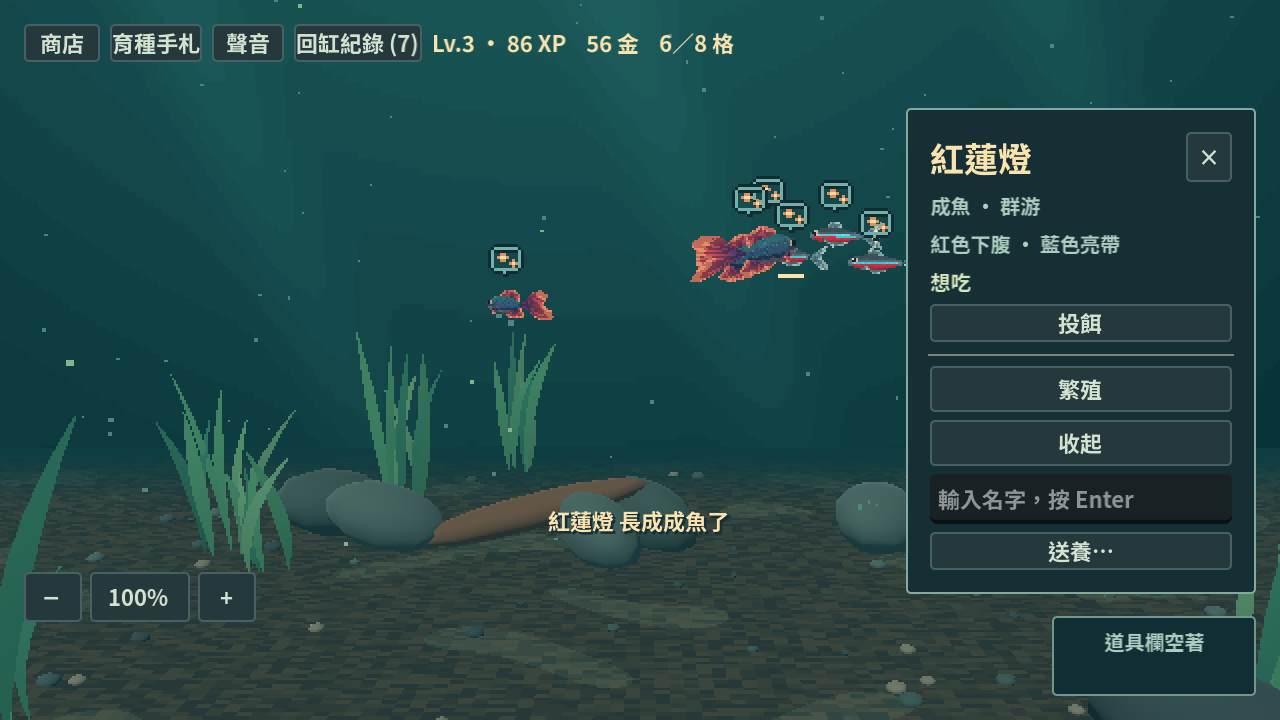 商店 育種手札 聲音 回缸紀錄 (7) Lv.3 · 86 XP 56 金 6／8 格
紅蓮燈 ×
成魚 · 群游
紅色下腹 · 藍色亮帶
想吃
投餌
繁殖
收起
輸入名字，按 Enter
送養…
紅蓮燈 長成成魚了
− 100% +
道具欄空著